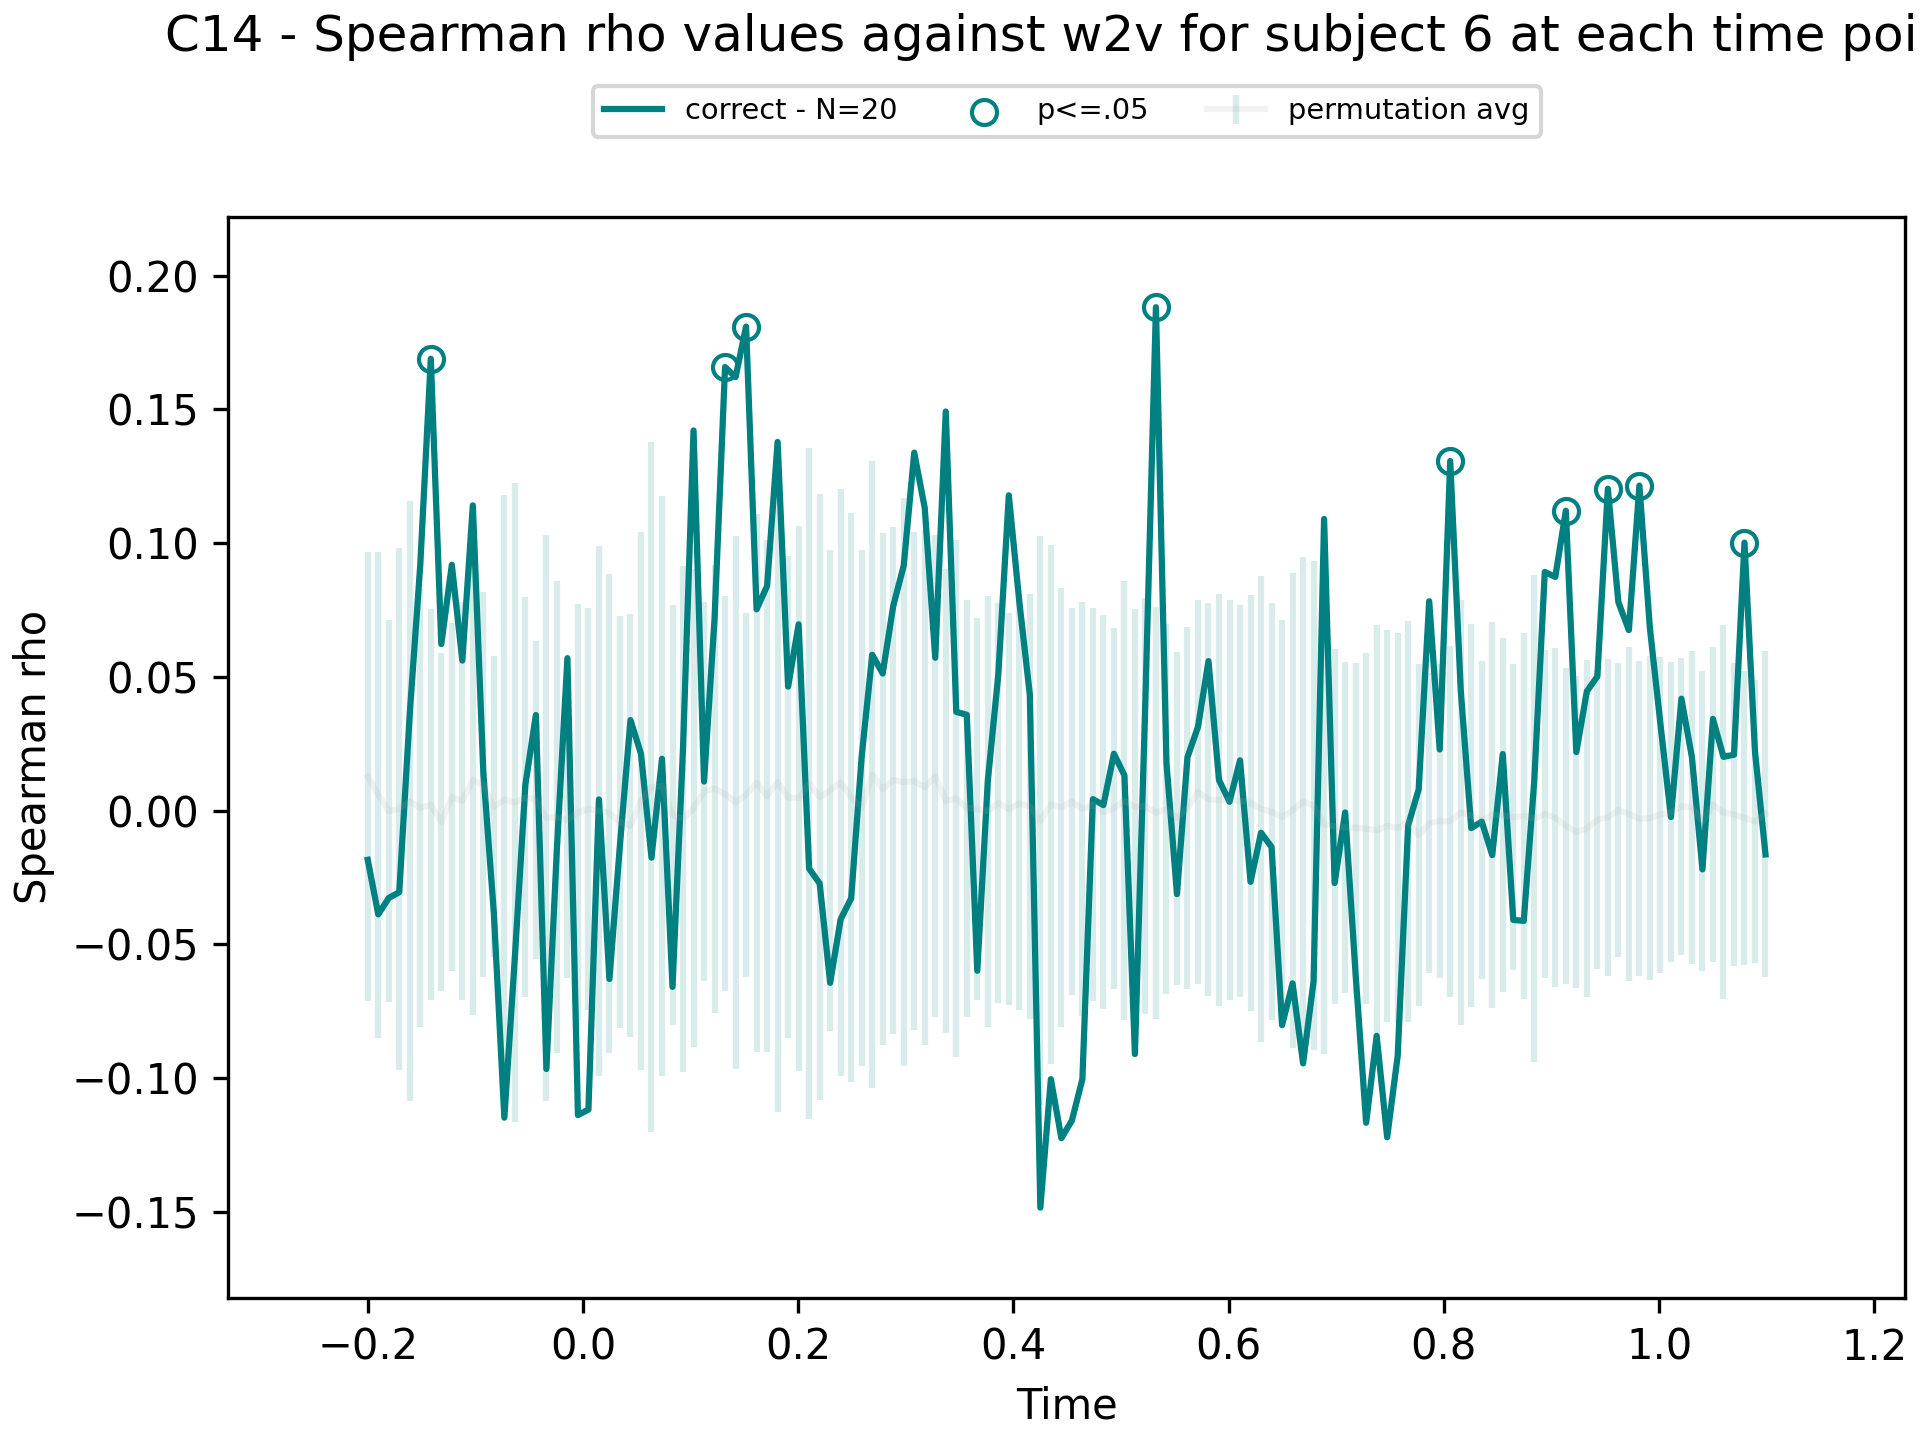 C14 - Spearman rho values against w2v for subject 6 at each time poi
correct - N=20 p<=.05 permutation avg
Spearman rho
0.20
0.15
0.10
0.05
0.00
−0.05
−0.10
−0.15
−0.2 0.0 0.2 0.4 0.6 0.8 1.0 1.2
Time